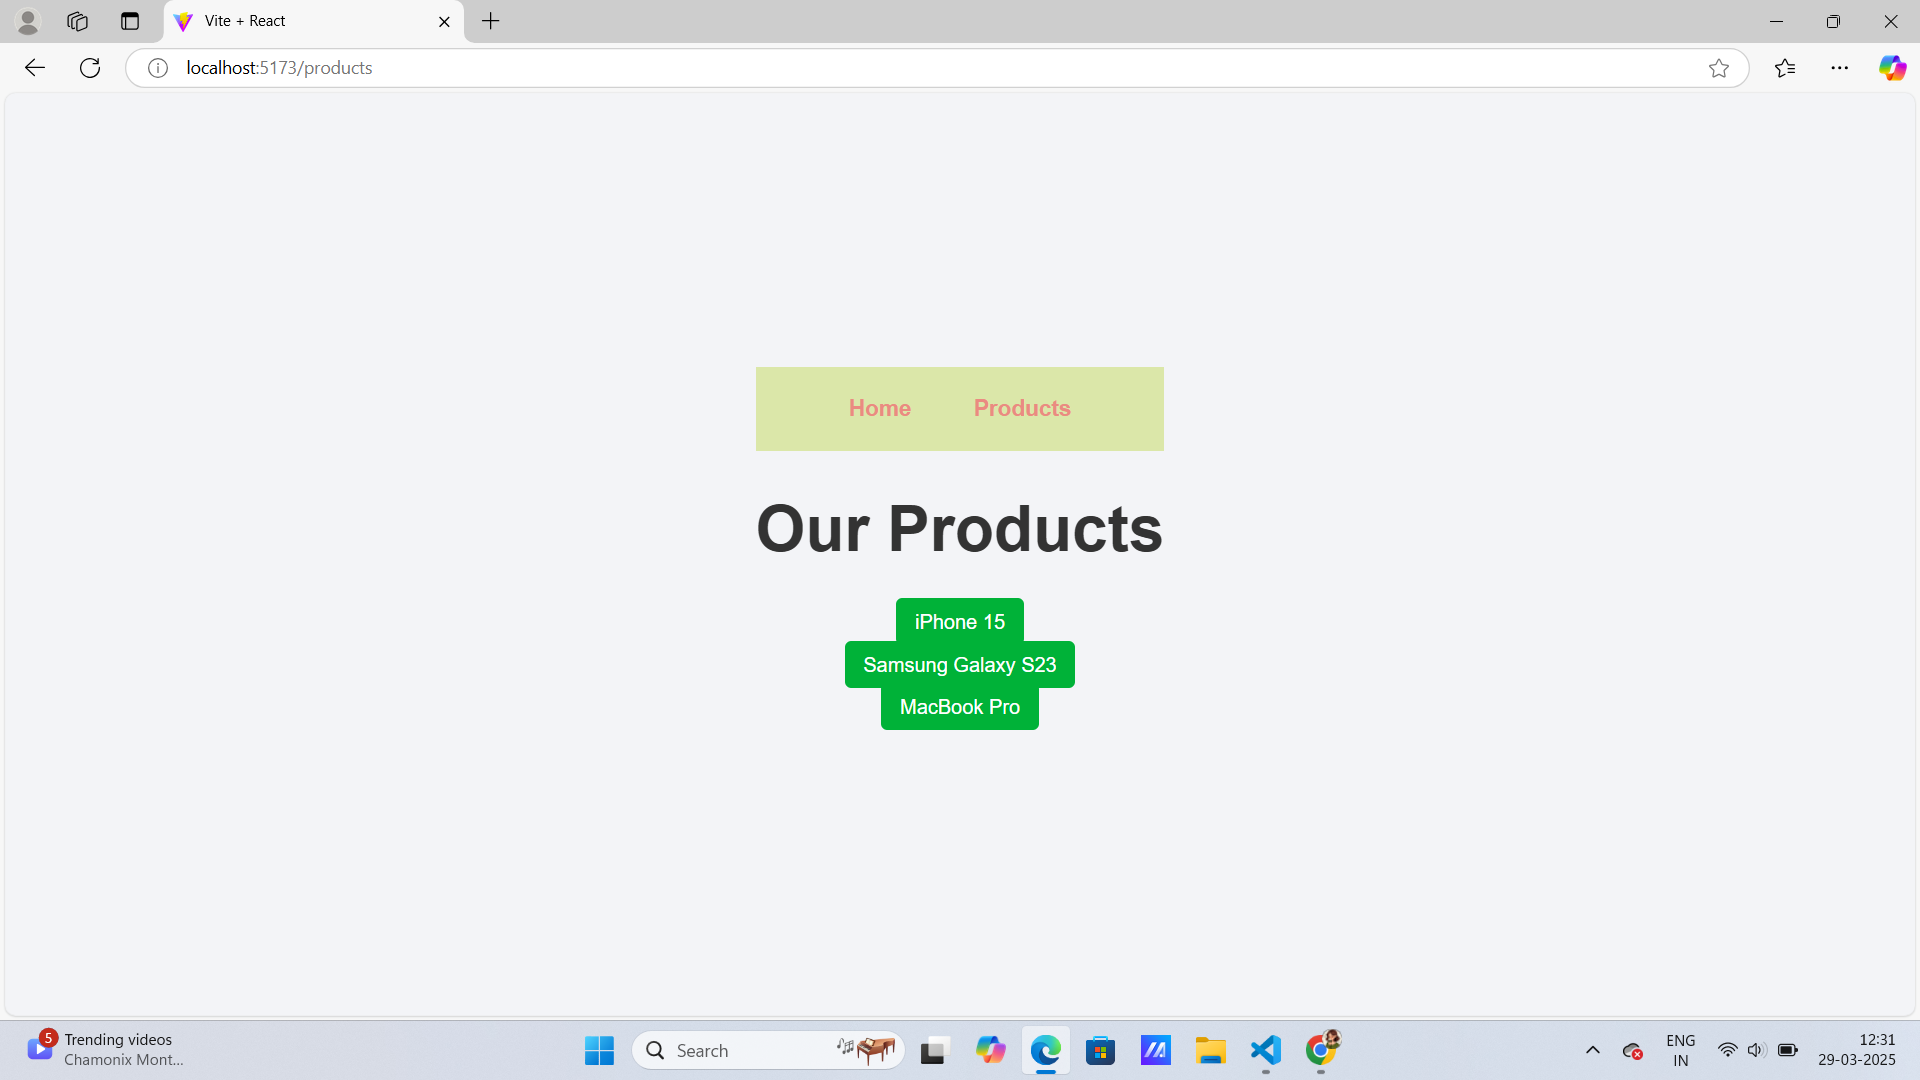 Vite + React
localhost:5173/products
Home Products
Our Products
iPhone 15
Samsung Galaxy S23
MacBook Pro
5
Trending videos
Chamonix Mont...
Search
ENG
IN
12:31
29-03-2025